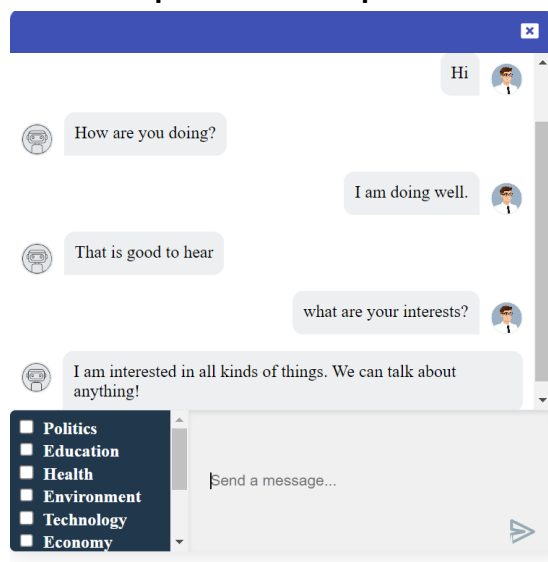 Hi
How are you doing?
I am doing well.
That is good to hear
what are your interests?
I am interested in all kinds of things. We can talk about
anything!
Politics
Education
Health
Environment
Technology
Economy
Send a message...